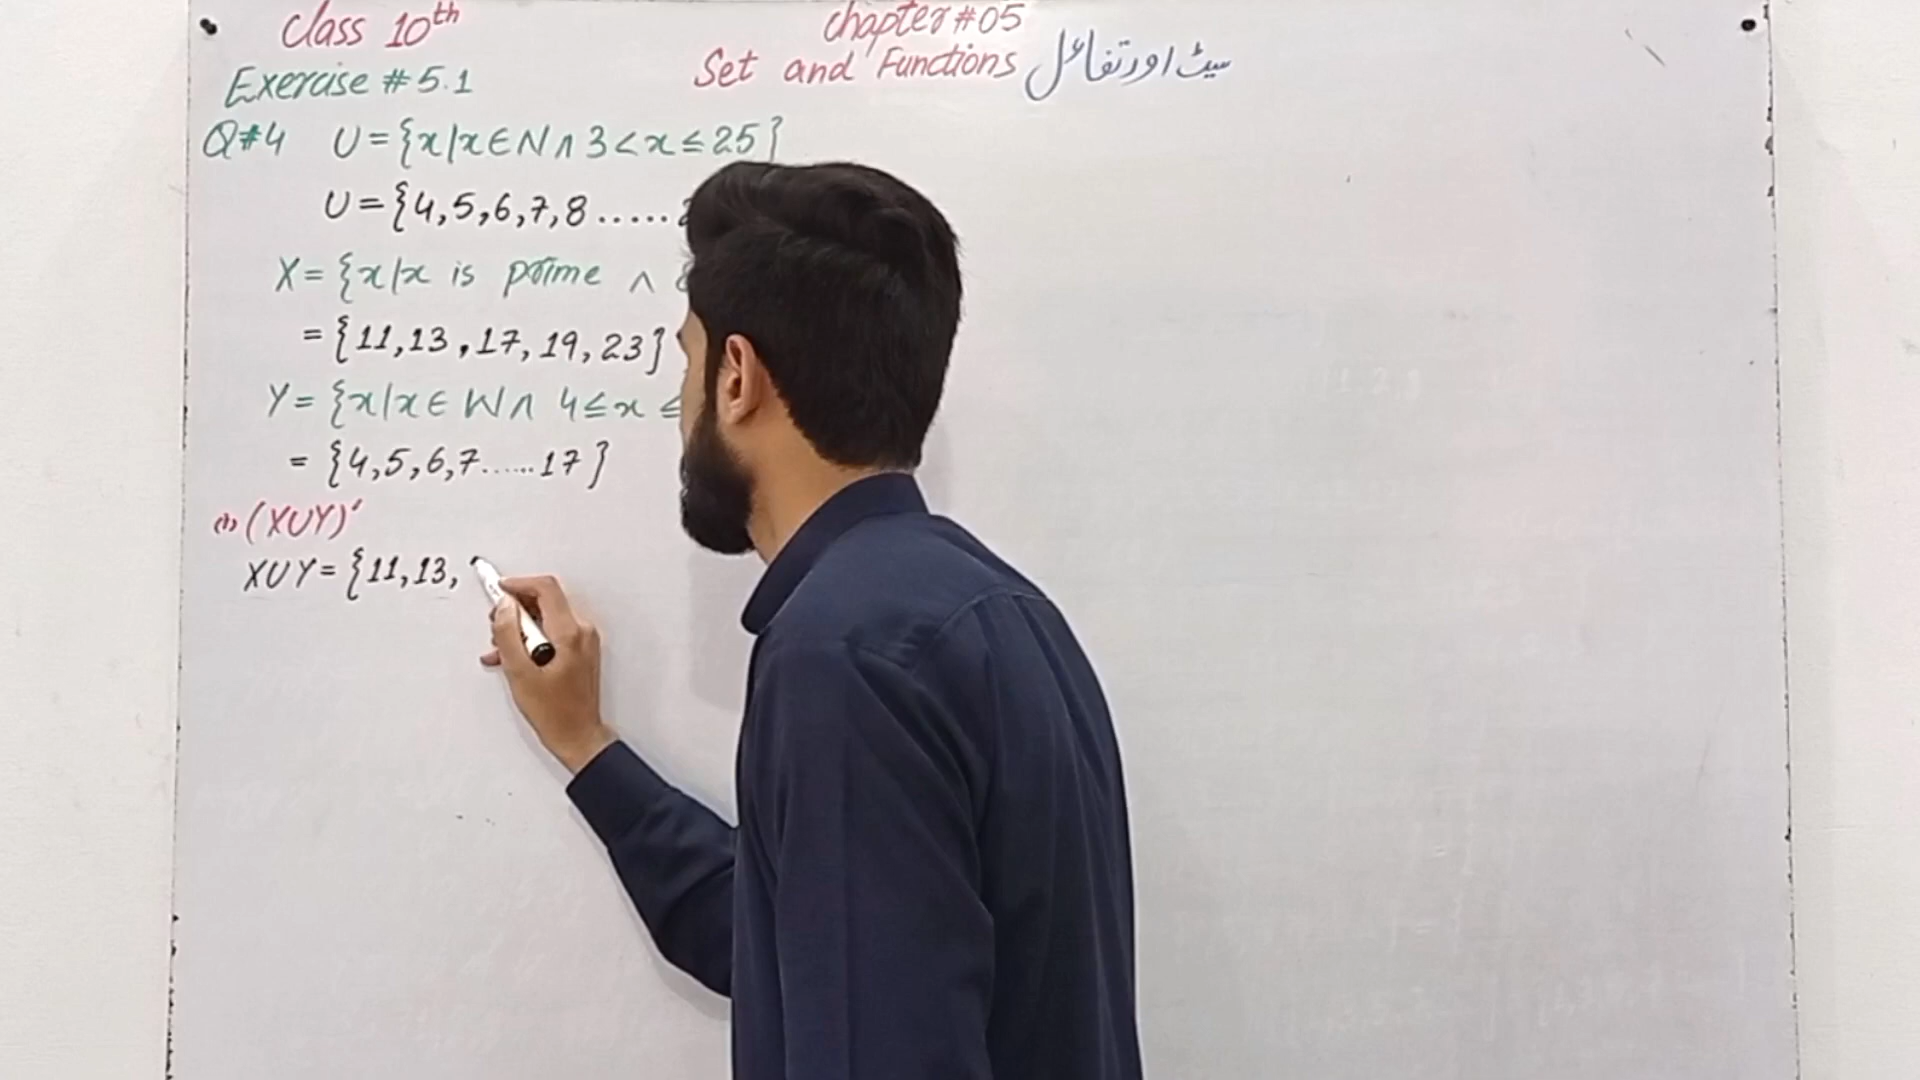 Class 10th
Chapter #05
Exercise #5.1
Set and Functions سیٹ اور تفاعل
Q#4 U={x/x∈N∧3<x≤25}
U={4,5,6,7,8.....2
X={x/x is prime ∧ 8
={11,13,17,19,23}
Y={x/x∈W∧ 4≤x≤
={4,5,6,7......17}
(i) (XUY)'
XUY={11,13,